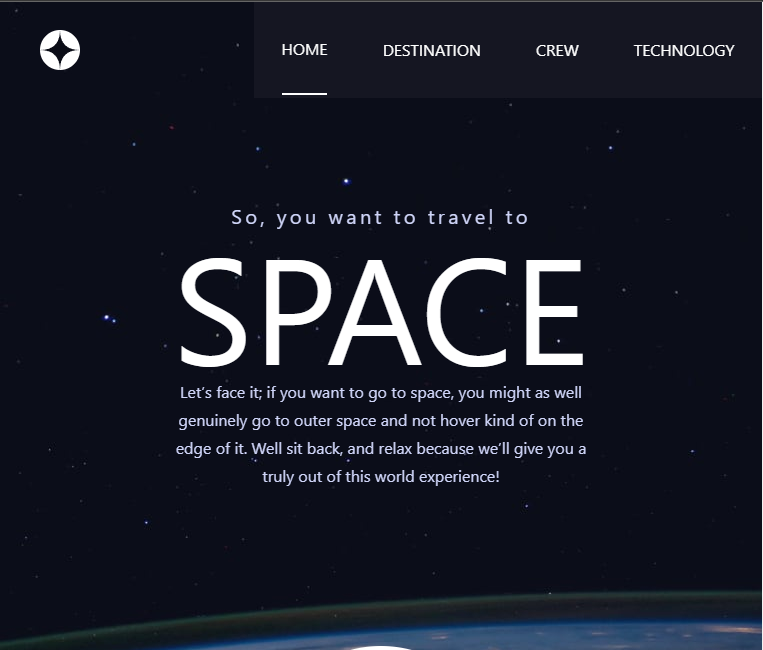 HOME DESTINATION CREW TECHNOLOGY
So, you want to travel to
SPACE
Let’s face it; if you want to go to space, you might as well
genuinely go to outer space and not hover kind of on the
edge of it. Well sit back, and relax because we’ll give you a
truly out of this world experience!